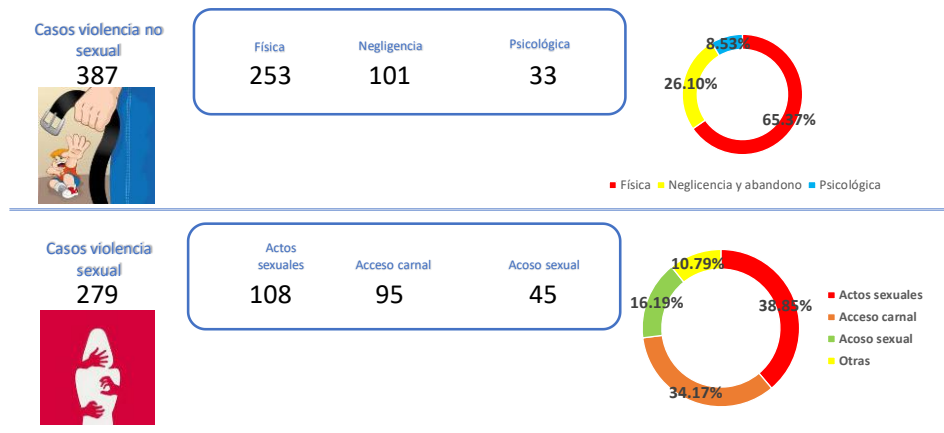 Casos violencia no
sexual
387
Física
Negligencia
Psicológica
253
101
33
8.53%
26.10%
65.37%
Física
Neglicencia y abandono
Psicológica
Casos violencia
sexual
279
Actos
sexuales
Acceso carnal
Acoso sexual
108
95
45
10.79%
16.19%
38.85%
34.17%
Actos sexuales
Acceso carnal
Acoso sexual
Otras